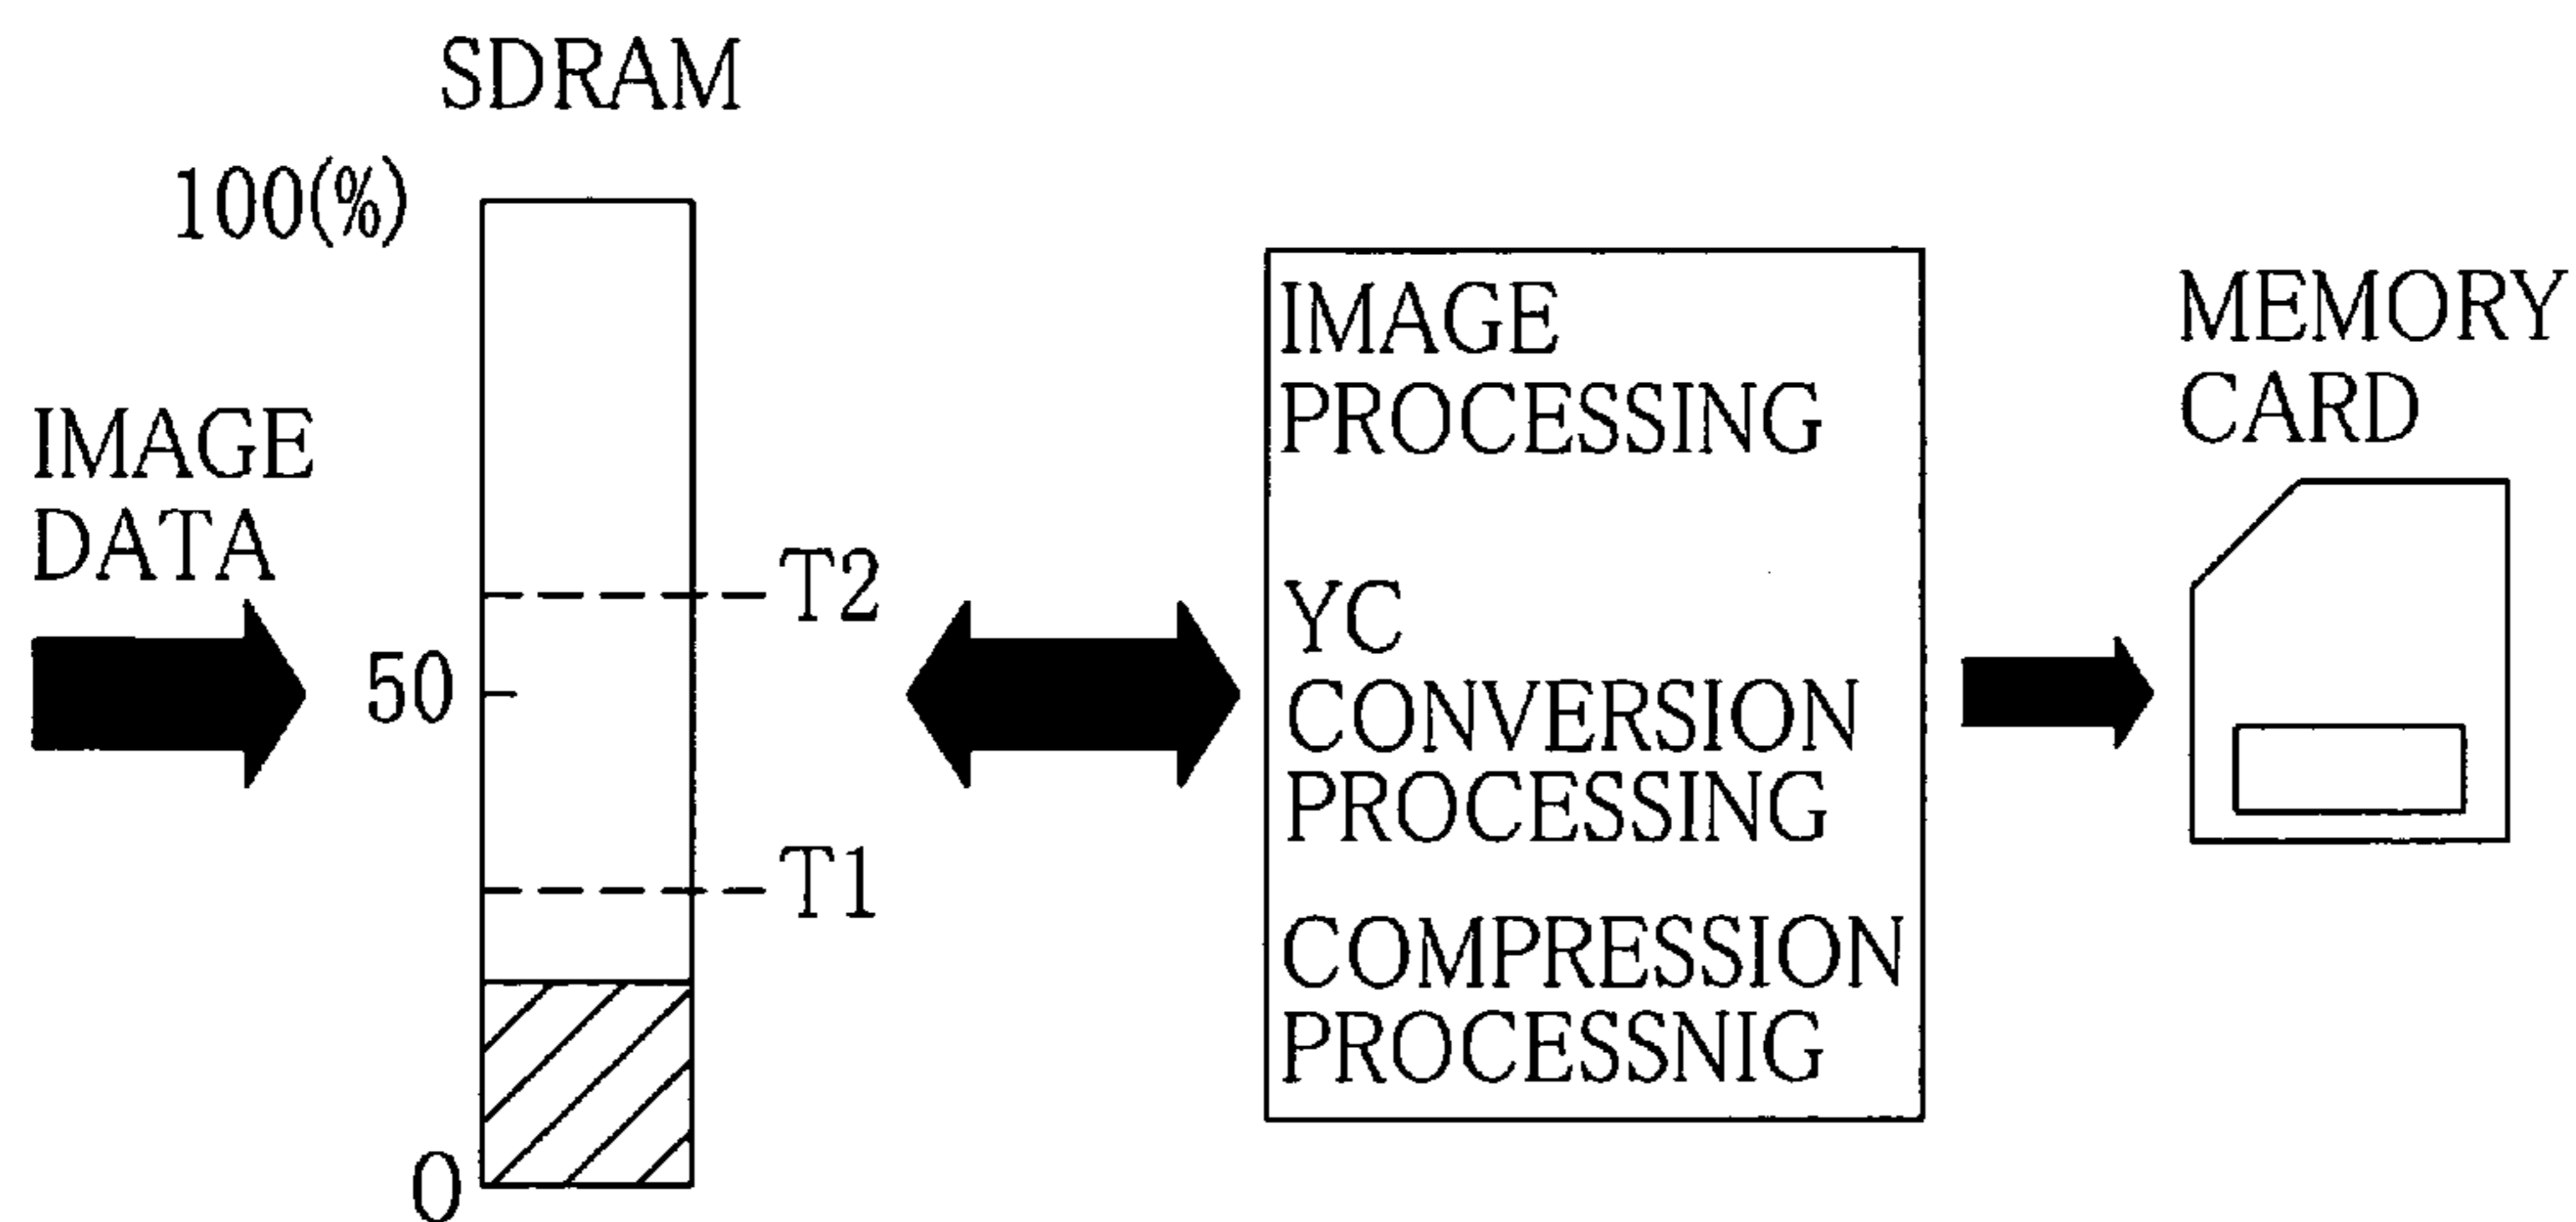 SDRAM
100(%)
IMAGE
DATA
T2
50
T1
0
IMAGE
PROCESSING
YC
CONVERSION
PROCESSING
COMPRESSION
PROCESSNIG
MEMORY
CARD